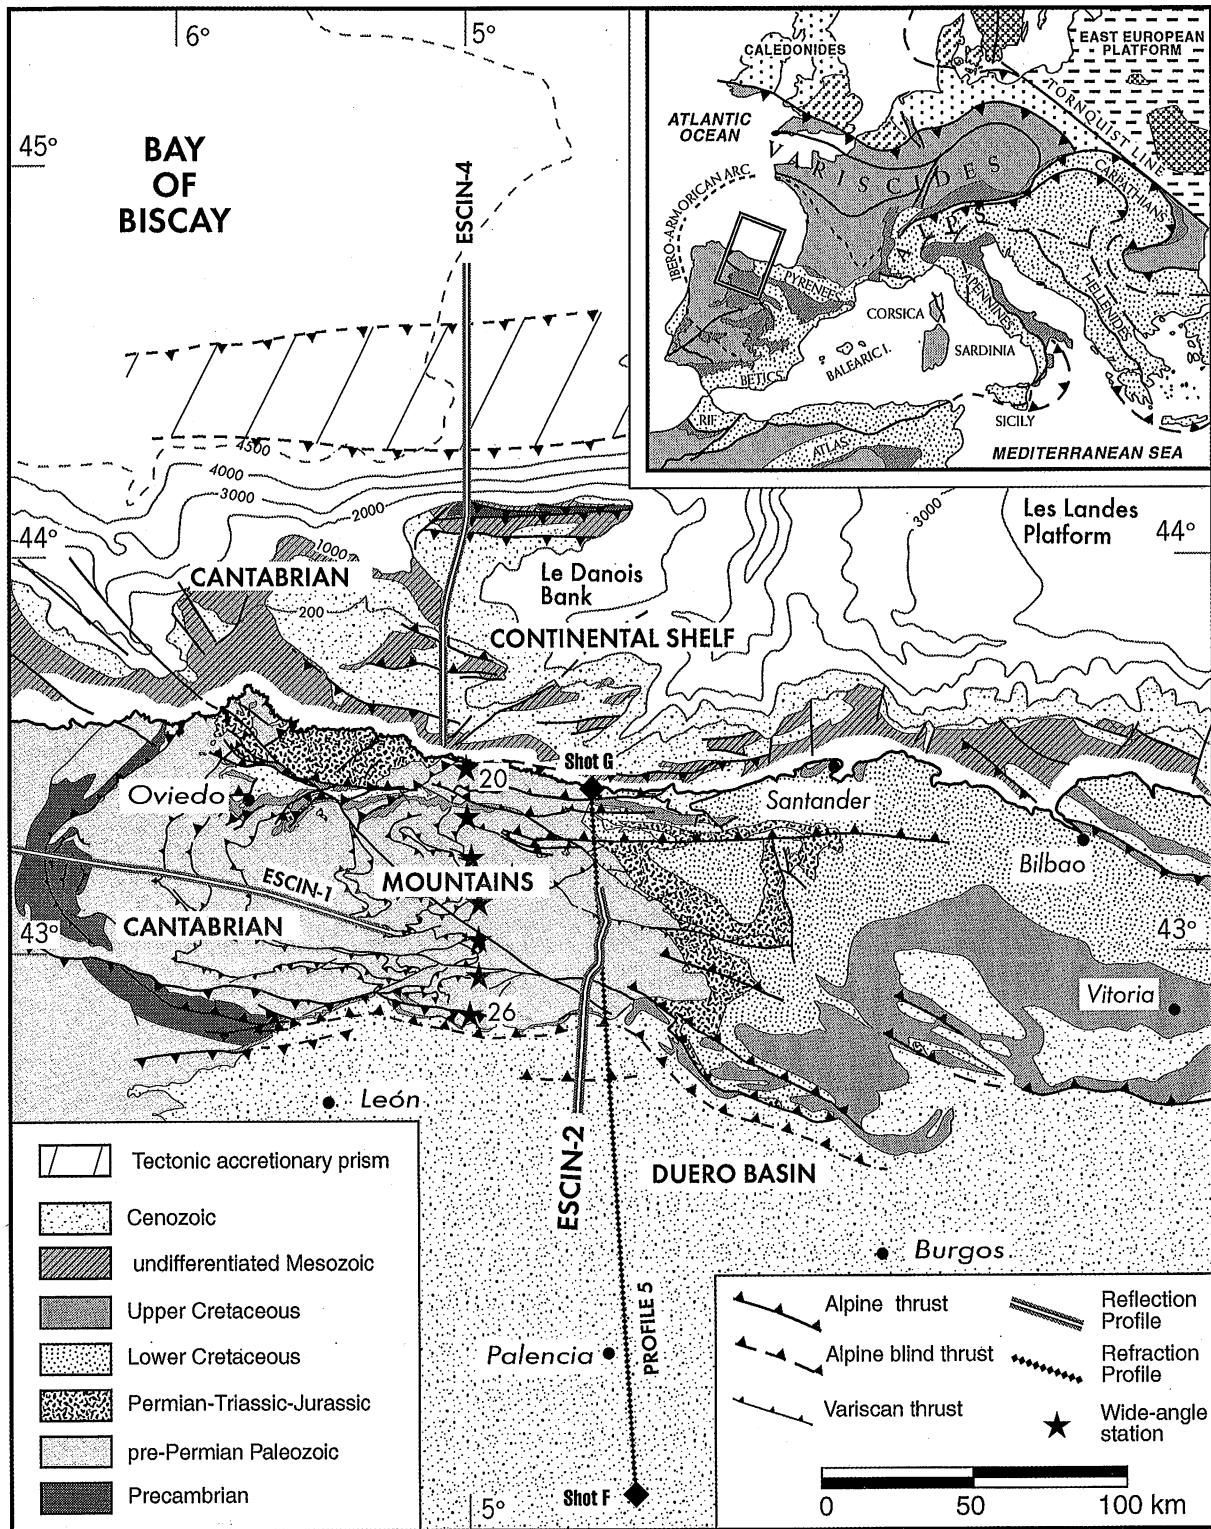 6°
5°
45°
BAY
OF
BISCAY
ESCIN-4
CALEDONIDES
EAST EUROPEAN
PLATFORM
ATLANTIC
OCEAN
TORNQUIST LINE
VARISCIDES
IBERO-ARMORICAN ARC
CARPATHIANS
ALPS
PYRENEES
APENNINES
HELLENIDES
CORSICA
SARDINIA
BALEARIC I.
BETICS
RIF
ATLAS
SICILY
MEDITERRANEAN SEA
4500
4000
3000
2000
1000
200
3000
Les Landes
Platform
44°
44°
CANTABRIAN
Le Danois
Bank
CONTINENTAL SHELF
Shot G
20
Oviedo
Santander
Bilbao
ESCIN-1
MOUNTAINS
CANTABRIAN
43°
43°
Vitoria
26
León
ESCIN-2
DUERO BASIN
Burgos
PROFILE 5
Palencia
Shot F
5°
Tectonic accretionary prism
Cenozoic
undifferentiated Mesozoic
Upper Cretaceous
Lower Cretaceous
Permian-Triassic-Jurassic
pre-Permian Paleozoic
Precambrian
Alpine thrust
Alpine blind thrust
Variscan thrust
Reflection
Profile
Refraction
Profile
Wide-angle
station
0 50 100 km